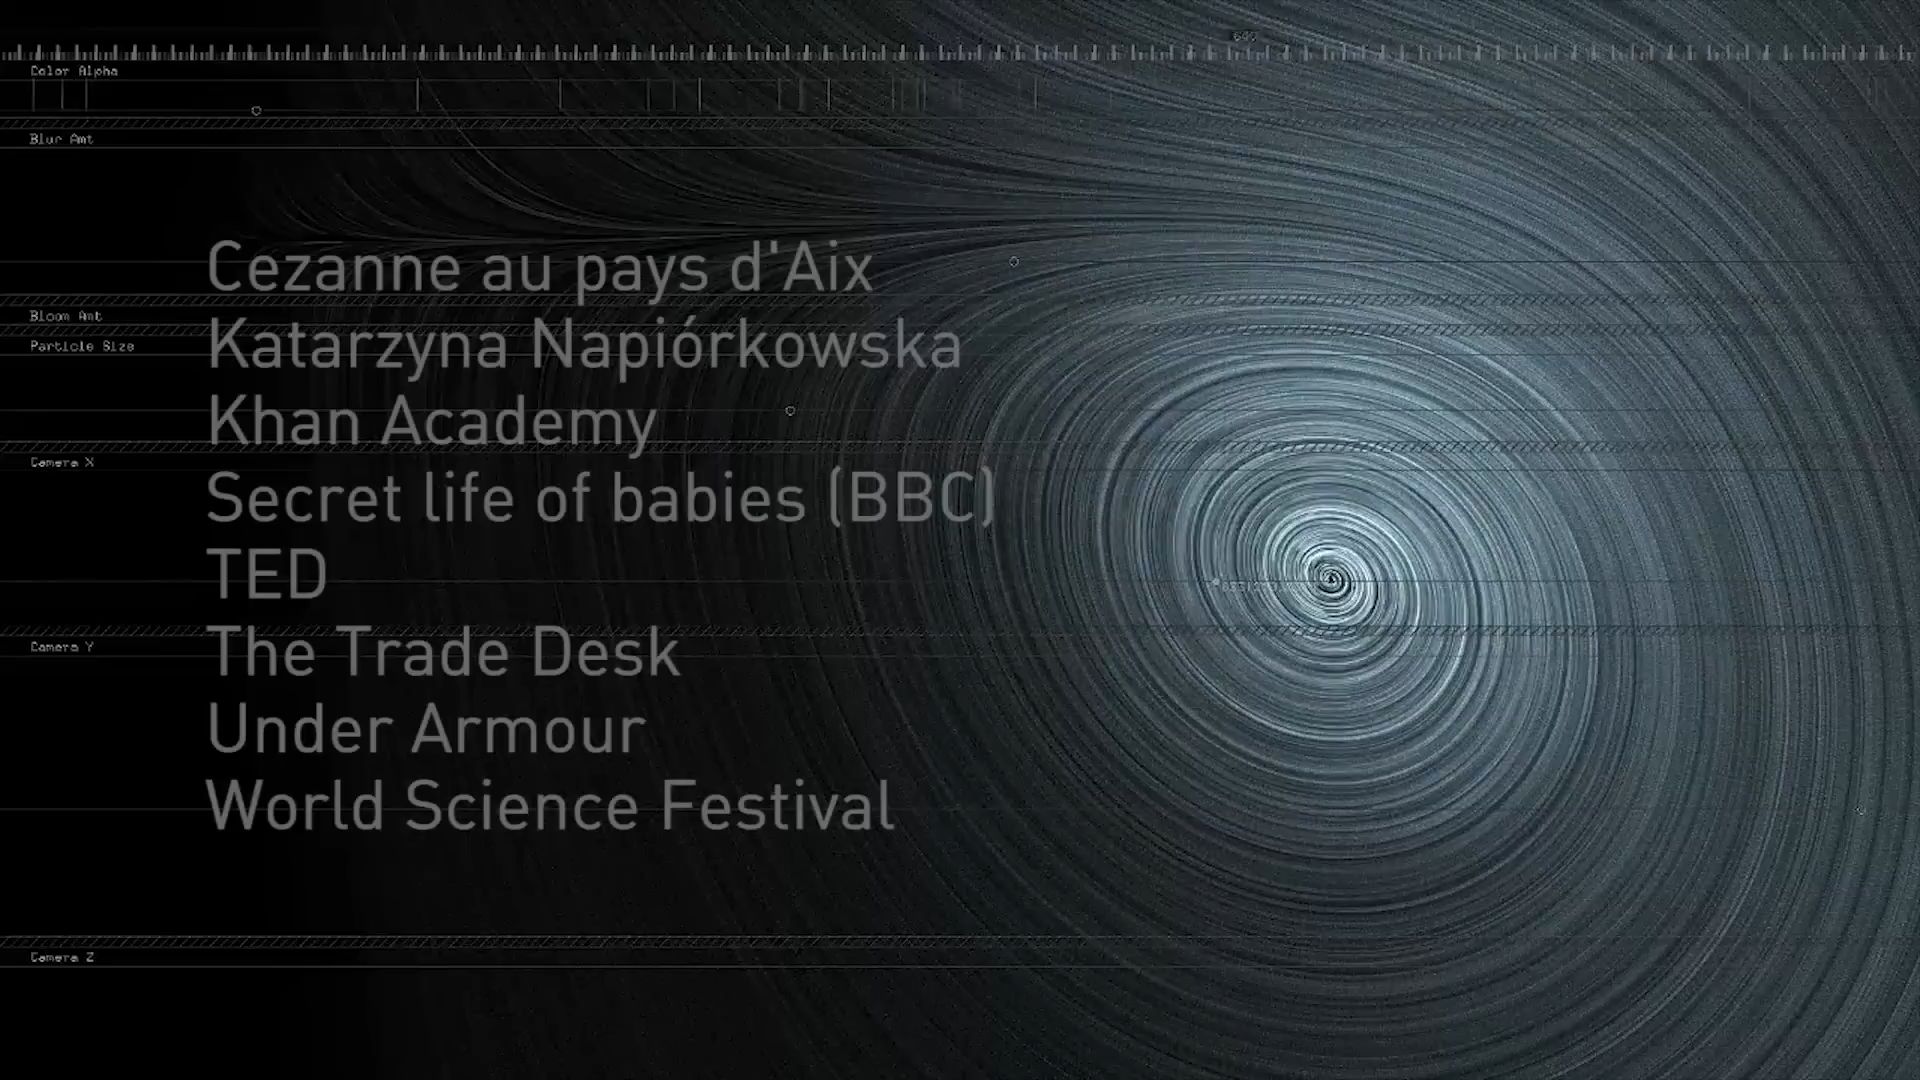 640
Color Alpha
Blur Amt
Cezanne au pays d'Aix
Bloom Amt
Katarzyna Napiórkowska
Particle Size
Khan Academy
Camera X
Secret life of babies (BBC)
TED
The Trade Desk
Camera Y
Under Armour
World Science Festival
Camera Z